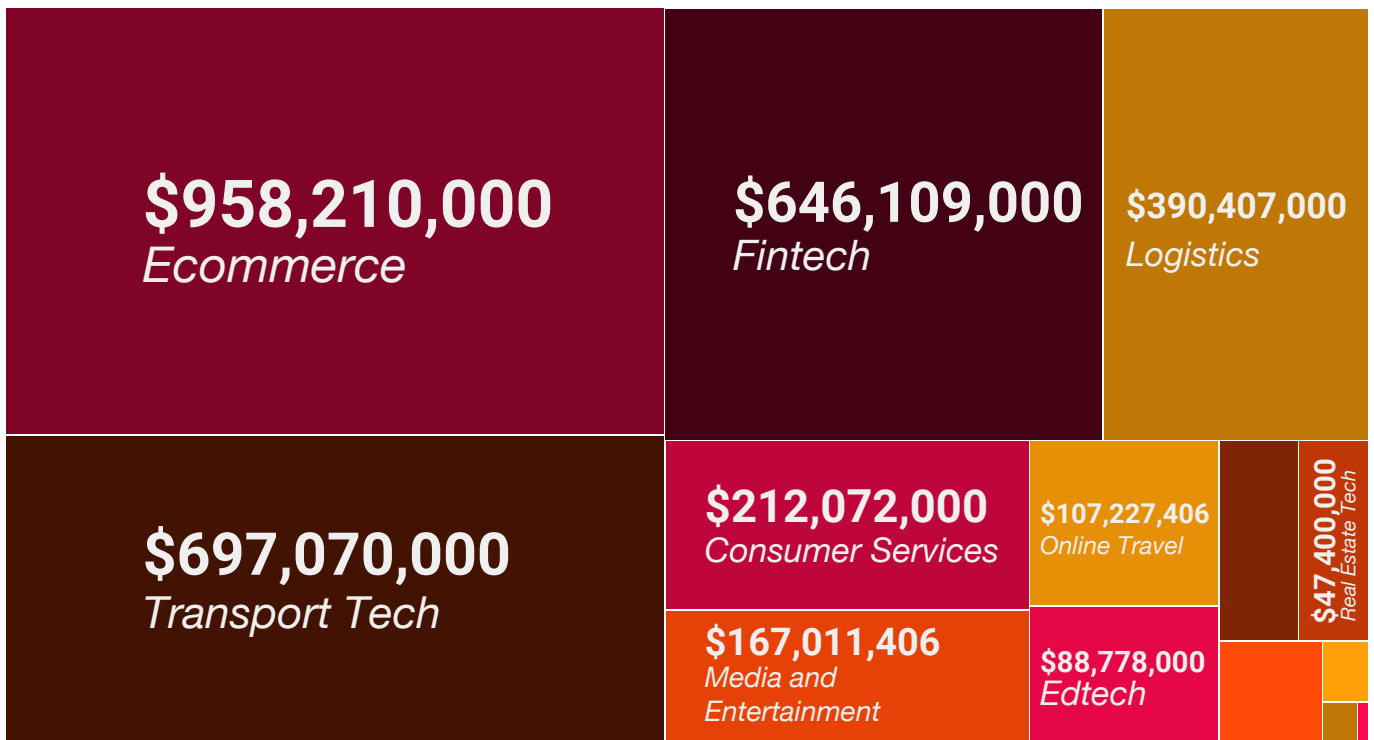 $958,210,000
Ecommerce
$646,109,000
Fintech
$390,407,000
Logistics
$697,070,000
Transport Tech
$212,072,000
Consumer Services
$107,227,406
Online Travel
$47,400,000
Real Estate Tech
$167,011,406
Media and
Entertainment
$88,778,000
Edtech